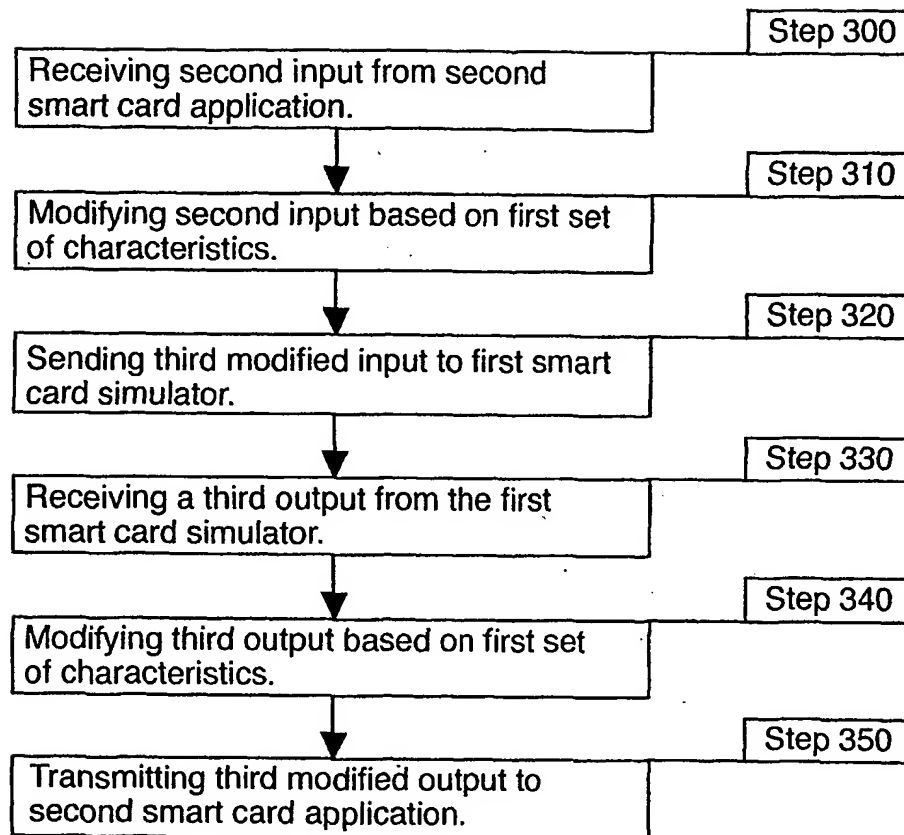 Step 300
Receiving second input from second
smart card application.
Step 310
Modifying second input based on first set
of characteristics.
Step 320
Sending third modified input to first smart
card simulator.
Step 330
Receiving a third output from the first
smart card simulator.
Step 340
Modifying third output based on first set
of characteristics.
Step 350
Transmitting third modified output to
second smart card application.